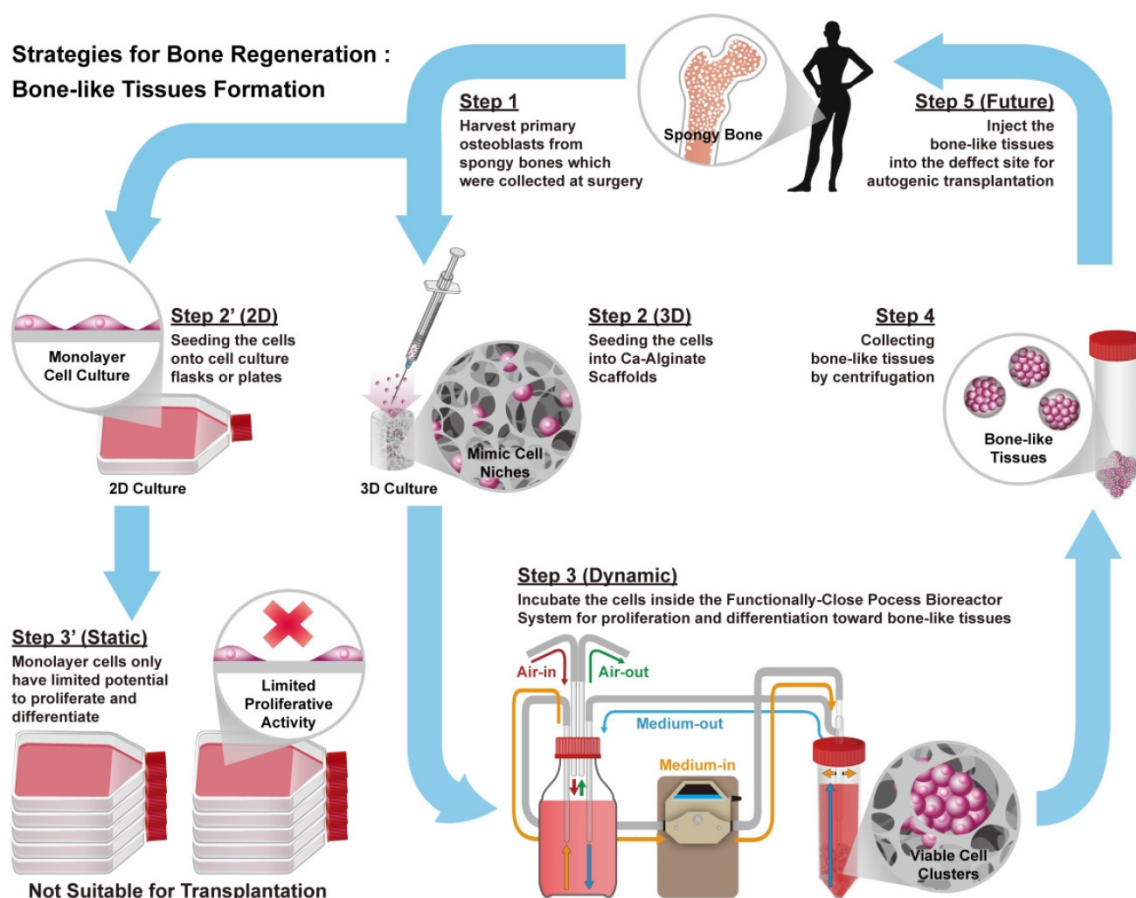 Strategies for Bone Regeneration :
Bone-like Tissues Formation
Step 1
Harvest primary
osteoblasts from
spongy bones which
were collected at surgery
Spongy Bone
Step 5 (Future)
Inject the
bone-like tissues
into the deffect site for
autogenic transplantation
Monolayer
Cell Culture
Step 2' (2D)
Seeding the cells
onto cell culture
flasks or plates
2D Culture
Step 2 (3D)
Seeding the cells
into Ca-Alginate
Scaffolds
Mimic Cell
Niches
3D Culture
Step 4
Collecting
bone-like tissues
by centrifugation
Bone-like
Tissues
Step 3' (Static)
Monolayer cells only
have limited potential
to proliferate and
differentiate
Limited
Proliferative
Activity
Not Suitable for Transplantation
Step 3 (Dynamic)
Incubate the cells inside the Functionally-Close Pocess Bioreactor
System for proliferation and differentiation toward bone-like tissues
Air-in
Air-out
Medium-out
Medium-in
Viable Cell
Clusters